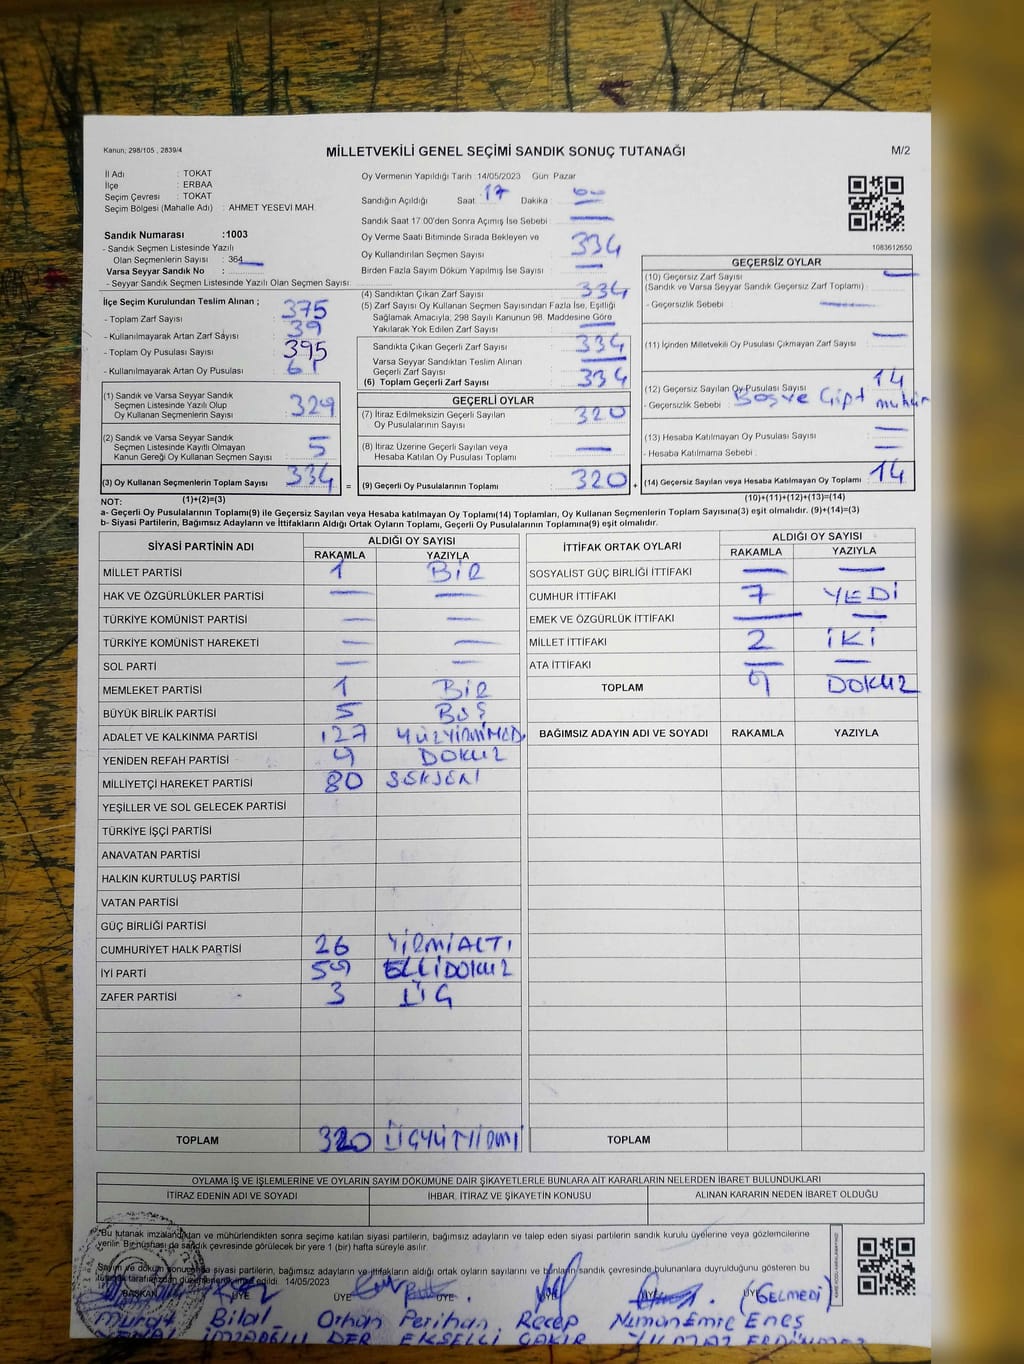 Kanun; 298/105 , 2839/4
MİLLETVEKİLİ GENEL SEÇİMİ SANDIK SONUÇ TUTANAĞI
M/2
İl Adı : TOKAT
İlçe : ERBAA
Seçim Çevresi : TOKAT
Seçim Bölgesi (Mahalle Adı) : AHMET YESEVİ MAH.
Oy Vermenin Yapıldığı Tarih :14/05/2023 Gün Pazar
Sandığın Açıldığı Saat 17 Dakika
Sandık Saat 17.00'den Sonra Açımış İse Sebebi —
Sandık Numarası :1003
- Sandık Seçmen Listesinde Yazılı
Olan Seçmenlerin Sayısı : 364
Varsa Seyyar Sandık No :
- Seyyar Sandık Seçmen Listesinde Yazılı Olan Seçmen Sayısı:
Oy Verme Saati Bitiminde Sırada Bekleyen ve
Oy Kullandırılan Seçmen Sayısı 334
Birden Fazla Sayım Döküm Yapılmış İse Sayısı —
1083612650
İlçe Seçim Kurulundan Teslim Alınan ;
- Toplam Zarf Sayısı 375
- Kullanılmayarak Artan Zarf Sayısı 39
- Toplam Oy Pusulası Sayısı 395
- Kullanılmayarak Artan Oy Pusulası 61
(4) Sandıktan Çıkan Zarf Sayısı 334
(5) Zarf Sayısı Oy Kullanan Seçmen Sayısından Fazla İse, Eşitliği
Sağlamak Amacıyla, 298 Sayılı Kanunun 98. Maddesine Göre
Yakılarak Yok Edilen Zarf Sayısı —
Sandıkta Çıkan Geçerli Zarf Sayısı 334
Varsa Seyyar Sandıktan Teslim Alınan
Geçerli Zarf Sayısı —
(6) Toplam Geçerli Zarf Sayısı 334
GEÇERSİZ OYLAR
(10) Geçersiz Zarf Sayısı —
(Sandık ve Varsa Seyyar Sandık Geçersiz Zarf Toplamı)
- Geçersizlik Sebebi : —
(11) İçinden Milletvekili Oy Pusulası Çıkmayan Zarf Sayısı —
(12) Geçersiz Sayılan Oy Pusulası Sayısı 14
- Geçersizlik Sebebi : Boş ve Çipt mühür
(13) Hesaba Katılmayan Oy Pusulası Sayısı —
- Hesaba Katılmama Sebebi : —
(14) Geçersiz Sayılan veya Hesaba Katılmayan Oy Toplamı 14
(10)+(11)+(12)+(13)=(14)
(1) Sandık ve Varsa Seyyar Sandık
Seçmen Listesinde Yazılı Olup
Oy Kullanan Seçmenlerin Sayısı 329
(2) Sandık ve Varsa Seyyar Sandık
Seçmen Listesinde Kayıtlı Olmayan
Kanun Gereği Oy Kullanan Seçmen Sayısı 5
(3) Oy Kullanan Seçmenlerin Toplam Sayısı 334 =
(1)+(2)=(3)
GEÇERLİ OYLAR
(7) İtiraz Edilmeksizin Geçerli Sayılan
Oy Pusulalarının Sayısı 320
(8) İtiraz Üzerine Geçerli Sayılan veya
Hesaba Katılan Oy Pusulası Toplamı —
(9) Geçerli Oy Pusulalarının Toplamı 320 +
NOT:
a- Geçerli Oy Pusulalarının Toplamı(9) ile Geçersiz Sayılan veya Hesaba katılmayan Oy Toplamı(14) Toplamları, Oy Kullanan Seçmenlerin Toplam Sayısına(3) eşit olmalıdır. (9)+(14)=(3)
b- Siyasi Partilerin, Bağımsız Adayların ve İttifakların Aldığı Ortak Oyların Toplamı, Geçerli Oy Pusulalarının Toplamına(9) eşit olmalıdır.
SİYASİ PARTİNİN ADI ALDIĞI OY SAYISI
RAKAMLA YAZIYLA
MİLLET PARTİSİ 1 BİR
HAK VE ÖZGÜRLÜKLER PARTİSİ — —
TÜRKİYE KOMÜNİST PARTİSİ — —
TÜRKİYE KOMÜNİST HAREKETİ — —
SOL PARTİ — —
MEMLEKET PARTİSİ 1 BİR
BÜYÜK BİRLİK PARTİSİ 5 BEŞ
ADALET VE KALKINMA PARTİSİ 127
YENİDEN REFAH PARTİSİ 9 DOKUZ
MİLLİYETÇİ HAREKET PARTİSİ 80 SEKSEN
YEŞİLLER VE SOL GELECEK PARTİSİ
TÜRKİYE İŞÇİ PARTİSİ
ANAVATAN PARTİSİ
HALKIN KURTULUŞ PARTİSİ
VATAN PARTİSİ
GÜÇ BİRLİĞİ PARTİSİ
CUMHURİYET HALK PARTİSİ 26 YİRMİALTI
İYİ PARTİ 59 ELLİDOKUZ
ZAFER PARTİSİ 3 ÜÇ
TOPLAM 320 ÜÇYÜZYİRMİ
İTTİFAK ORTAK OYLARI ALDIĞI OY SAYISI
RAKAMLA YAZIYLA
SOSYALİST GÜÇ BİRLİĞİ İTTİFAKI — —
CUMHUR İTTİFAKI 7 YEDİ
EMEK VE ÖZGÜRLÜK İTTİFAKI — —
MİLLET İTTİFAKI 2 İKİ
ATA İTTİFAKI — —
TOPLAM 9 DOKUZ
BAĞIMSIZ ADAYIN ADI VE SOYADI RAKAMLA YAZIYLA
TOPLAM
OYLAMA İŞ VE İŞLEMLERİNE VE OYLARIN SAYIM DÖKÜMÜNE DAİR ŞİKAYETLERLE BUNLARA AİT KARARLARIN NELERDEN İBARET BULUNDUKLARI
İTİRAZ EDENİN ADI VE SOYADI İHBAR, İTİRAZ VE ŞİKAYETİN KONUSU ALINAN KARARIN NEDEN İBARET OLDUĞU
Bu tutanak imzalandıktan ve mühürlendikten sonra seçime katılan siyasi partilerin, bağımsız adayların ve talep eden siyasi partilerin sandık kurulu üyelerine veya gözlemcilerine
verilir. Bir nüshası da sandık çevresinde görülecek bir yere 1 (bir) hafta süreyle asılır.
Sayım ve döküm sonucunda siyasi partilerin, bağımsız adayların ve ittifakların aldığı ortak oyların sayılarını ve bunların sandık çevresinde bulunanlara duyrulduğunu gösteren bu
tutanak tarafımızdan düzenlenerek imza edildi. 14/05/2023
BAŞKAN ÜYE ÜYE ÜYE ÜYE ÜYE ÜYE (GELMEDİ)
Murat Bilal Orhan Perihan Recep Numan Emre Enes
DER EKSELLİ ÇAKIR YILMAZ